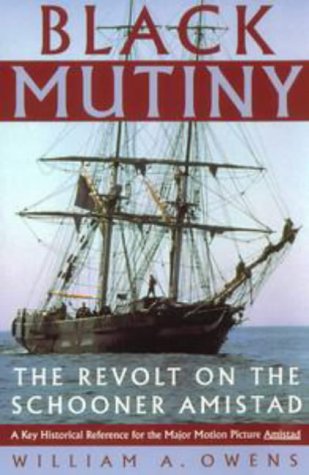 BLACK
MUTINY
THE REVOLT ON THE
SCHOONER AMISTAD
A Key Historical Reference for the Major Motion Picture Amistad
WILLIAM A. OWENS